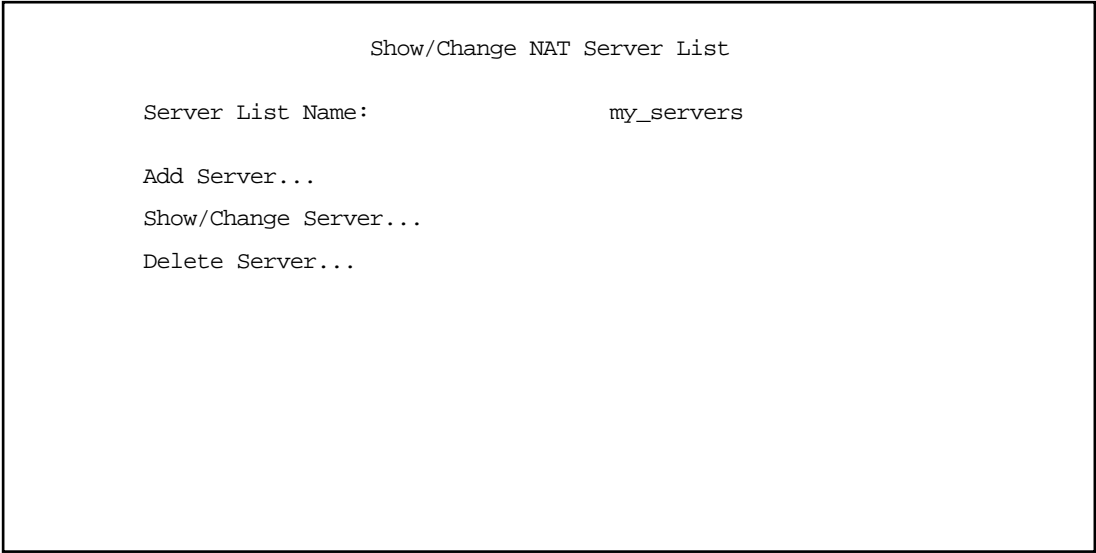 Show/Change NAT Server List
Server List Name: my_servers
Add Server...
Show/Change Server...
Delete Server...